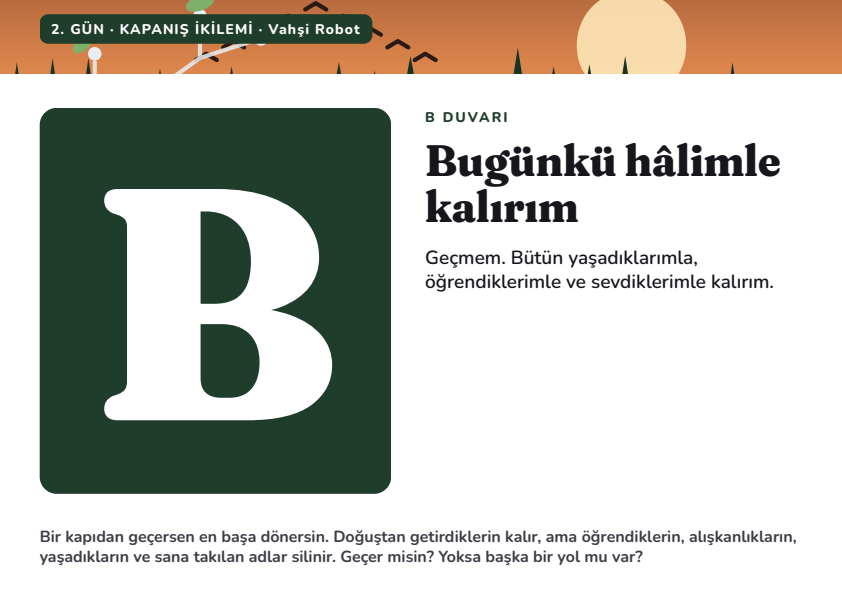 2. GÜN · KAPANIŞ İKİLEMİ · Vahşi Robot
B
B DUVARI
Bugünkü hâlimle
kalırım
Geçmem. Bütün yaşadıklarımla,
öğrendiklerimle ve sevdiklerimle kalırım.
Bir kapıdan geçersen en başa dönersin. Doğuştan getirdiklerin kalır, ama öğrendiklerin, alışkanlıkların,
yaşadıkların ve sana takılan adlar silinir. Geçer misin? Yoksa başka bir yol mu var?